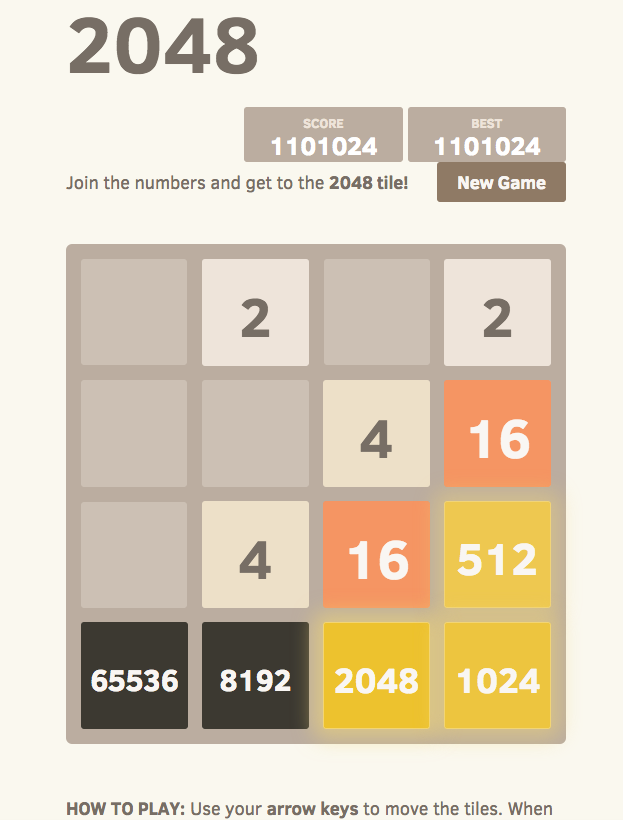 2048
SCORE BEST
1101024 1101024
Join the numbers and get to the 2048 tile! New Game
2 2
4 16
4 16 512
65536 8192 2048 1024
HOW TO PLAY: Use your arrow keys to move the tiles. When